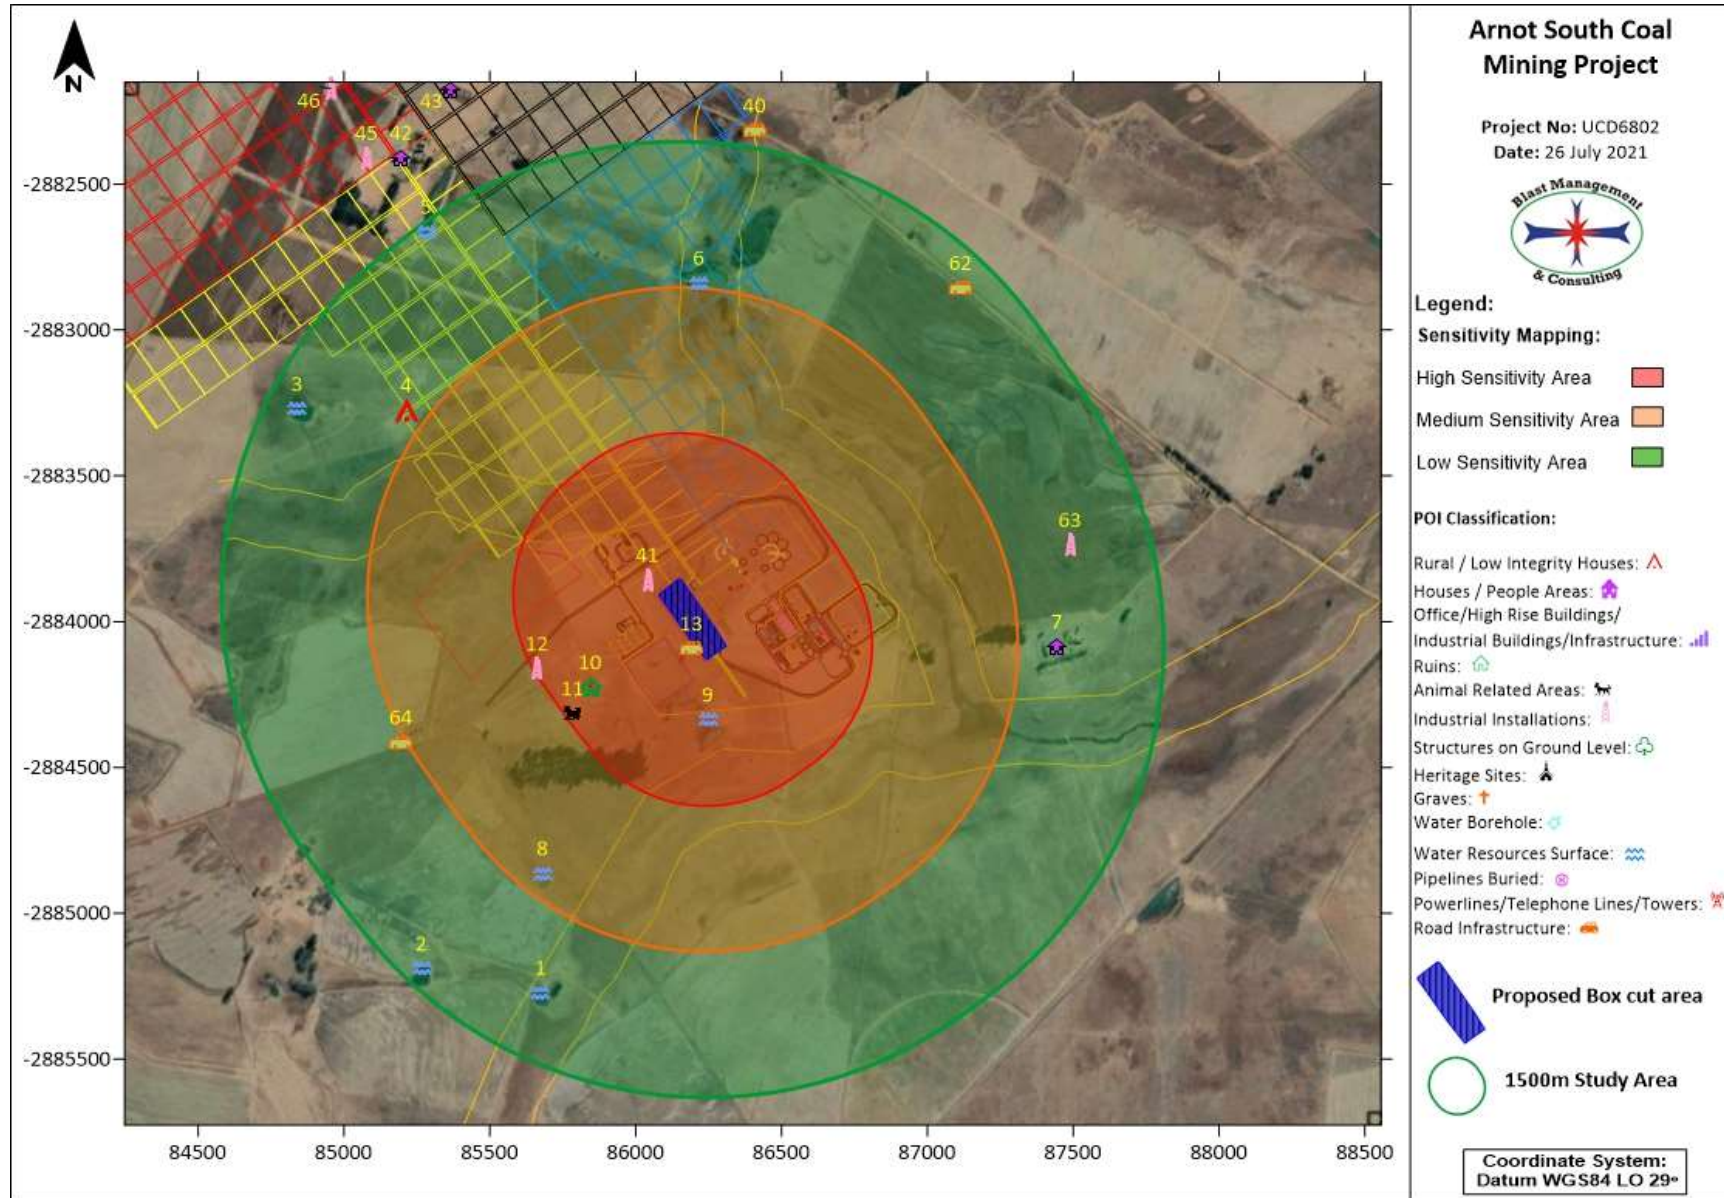 N
46
43
45 42
40
5
6
62
3
4
63
41
7
13
12
10
11
9
64
8
2
1
-2882500
-2883000
-2883500
-2884000
-2884500
-2885000
-2885500
84500 85000 85500 86000 86500 87000 87500 88000 88500
Arnot South Coal
Mining Project
Project No: UCD6802
Date: 26 July 2021
Blast Management
& Consulting
Legend:
Sensitivity Mapping:
High Sensitivity Area
Medium Sensitivity Area
Low Sensitivity Area
POI Classification:
Rural / Low Integrity Houses:
Houses / People Areas:
Office/High Rise Buildings/
Industrial Buildings/Infrastructure:
Ruins:
Animal Related Areas:
Industrial Installations:
Structures on Ground Level:
Heritage Sites:
Graves:
Water Borehole:
Water Resources Surface:
Pipelines Buried:
Powerlines/Telephone Lines/Towers:
Road Infrastructure:
Proposed Box cut area
1500m Study Area
Coordinate System:
Datum WGS84 LO 29°